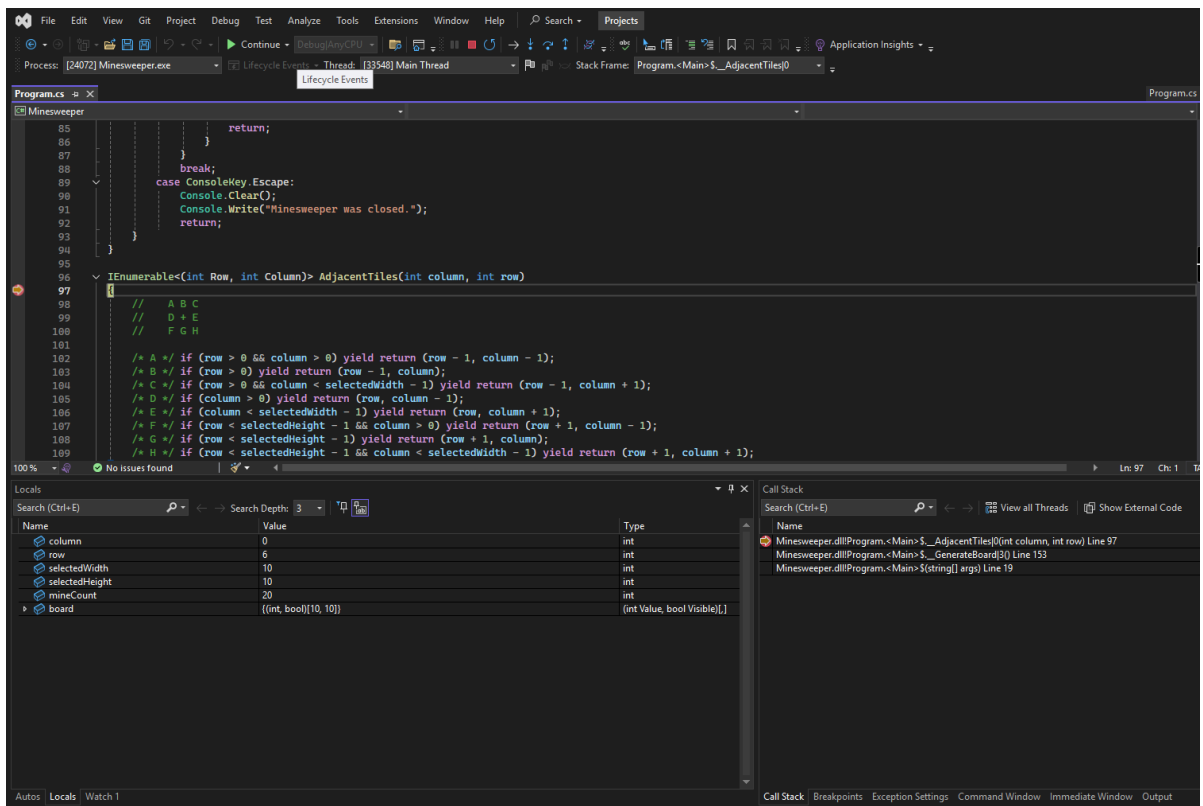 File Edit View Git Project Debug Test Analyze Tools Extensions Window Help Search Projects
Continue Debug|AnyCPU Application Insights
Process: [24072] Minesweeper.exe Lifecycle Events Thread: [33548] Main Thread Stack Frame: Program.<Main>$.__AdjacentTiles|0
Lifecycle Events
Program.cs Program.cs
C# Minesweeper
85 return;
86 }
87 }
88 break;
89 case ConsoleKey.Escape:
90 Console.Clear();
91 Console.Write("Minesweeper was closed.");
92 return;
93 }
94 }
95
96 IEnumerable<(int Row, int Column)> AdjacentTiles(int column, int row)
97 {
98 // A B C
99 // D + E
100 // F G H
101
102 /* A */ if (row > 0 && column > 0) yield return (row - 1, column - 1);
103 /* B */ if (row > 0) yield return (row - 1, column);
104 /* C */ if (row > 0 && column < selectedWidth - 1) yield return (row - 1, column + 1);
105 /* D */ if (column > 0) yield return (row, column - 1);
106 /* E */ if (column < selectedWidth - 1) yield return (row, column + 1);
107 /* F */ if (row < selectedHeight - 1 && column > 0) yield return (row + 1, column - 1);
108 /* G */ if (row < selectedHeight - 1) yield return (row + 1, column);
109 /* H */ if (row < selectedHeight - 1 && column < selectedWidth - 1) yield return (row + 1, column + 1);
100 % No issues found Ln: 97 Ch: 1
Locals
Search (Ctrl+E) Search Depth: 3
Name Value Type
column 0 int
row 6 int
selectedWidth 10 int
selectedHeight 10 int
mineCount 20 int
board {(int, bool)[10, 10]} (int Value, bool Visible)[,]
Autos Locals Watch 1
Call Stack
Search (Ctrl+E) View all Threads Show External Code
Name
Minesweeper.dll!Program.<Main>$.__AdjacentTiles|0(int column, int row) Line 97
Minesweeper.dll!Program.<Main>$.__GenerateBoard|3() Line 153
Minesweeper.dll!Program.<Main>$(string[] args) Line 19
Call Stack Breakpoints Exception Settings Command Window Immediate Window Output